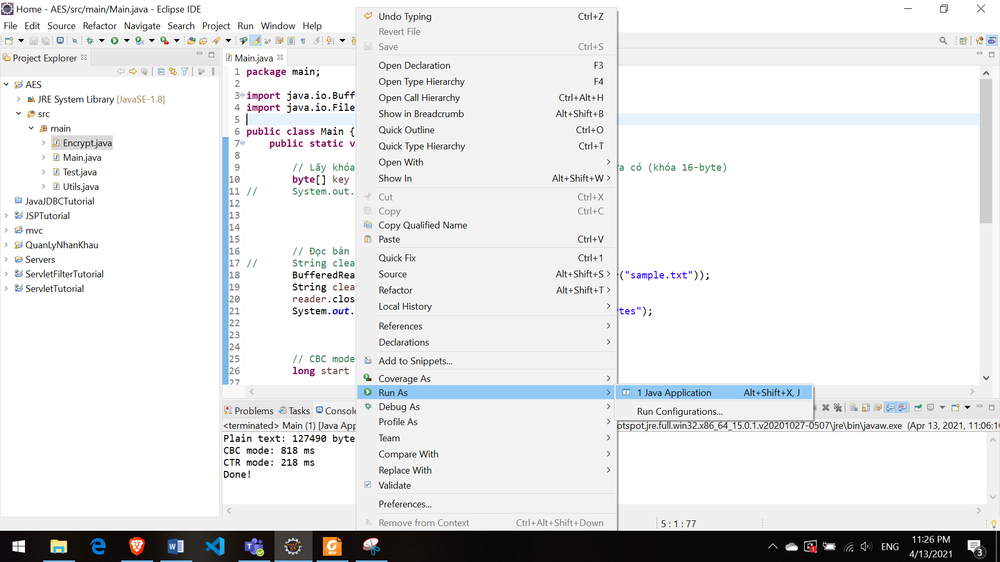 Home - AES/src/main/Main.java - Eclipse IDE
File Edit Source Refactor Navigate Search Project Run Window Help
Project Explorer
AES
JRE System Library [JavaSE-1.8]
src
main
Encrypt.java
Main.java
Test.java
Utils.java
JavaJDBCTutorial
JSPTutorial
mvc
QuanLyNhanKhau
Servers
ServletFilterTutorial
ServletTutorial
Main.java
1 package main;
2
3 import java.io.Buff
4 import java.io.File
5
6 public class Main {
7 public static v
8
9 // Lấy khóa ưa có (khóa 16-byte)
10 byte[] key
11 // System.out.
12
13
14
15
16 // Đọc bản
17 // String clea
18 BufferedRea ("sample.txt"));
19 String clea
20 reader.clos
21 System.out. tes");
22
23
24
25 // CBC mode
26 long start
27
Undo Typing Ctrl+Z
Revert File
Save Ctrl+S
Open Declaration F3
Open Type Hierarchy F4
Open Call Hierarchy Ctrl+Alt+H
Show in Breadcrumb Alt+Shift+B
Quick Outline Ctrl+O
Quick Type Hierarchy Ctrl+T
Open With
Show In Alt+Shift+W
Cut Ctrl+X
Copy Ctrl+C
Copy Qualified Name
Paste Ctrl+V
Quick Fix Ctrl+1
Source Alt+Shift+S
Refactor Alt+Shift+T
Local History
References
Declarations
Add to Snippets...
Coverage As
Run As
Debug As
Profile As
Team
Compare With
Replace With
Validate
Preferences...
Remove from Context Ctrl+Alt+Shift+Down
1 Java Application Alt+Shift+X, J
Run Configurations...
Problems Tasks Console
<terminated> Main (1) [Java App otspot.jre.full.win32.x86_64_15.0.1.v20201027-0507\jre\bin\javaw.exe (Apr 13, 2021, 11:06:10
Plain text: 127490 byte
CBC mode: 818 ms
CTR mode: 218 ms
Done!
5 : 1 : 77
ENG
11:26 PM
4/13/2021
3